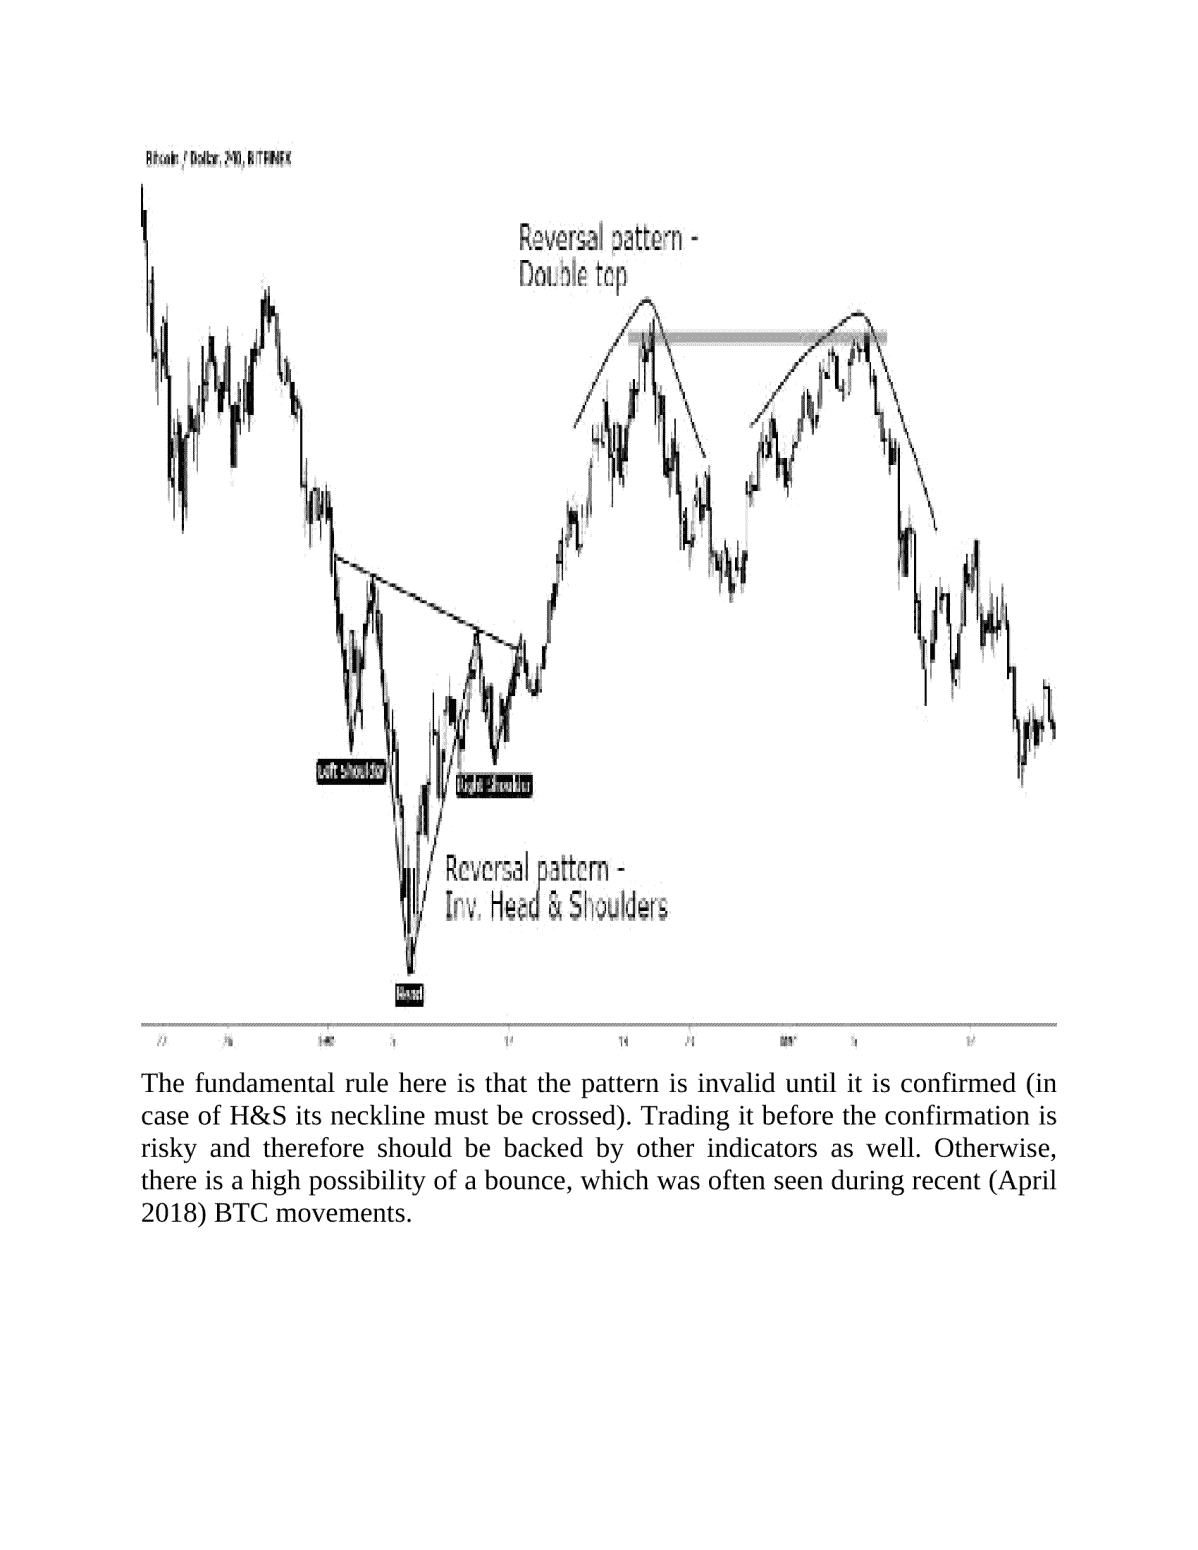 Bitcoin / Dollar, 240, BITFINEX
Reversal pattern -
Double top
Left Shoulder
Right Shoulder
Reversal pattern -
Inv. Head & Shoulders
Head
The fundamental rule here is that the pattern is invalid until it is confirmed (in
case of H&S its neckline must be crossed). Trading it before the confirmation is
risky and therefore should be backed by other indicators as well. Otherwise,
there is a high possibility of a bounce, which was often seen during recent (April
2018) BTC movements.